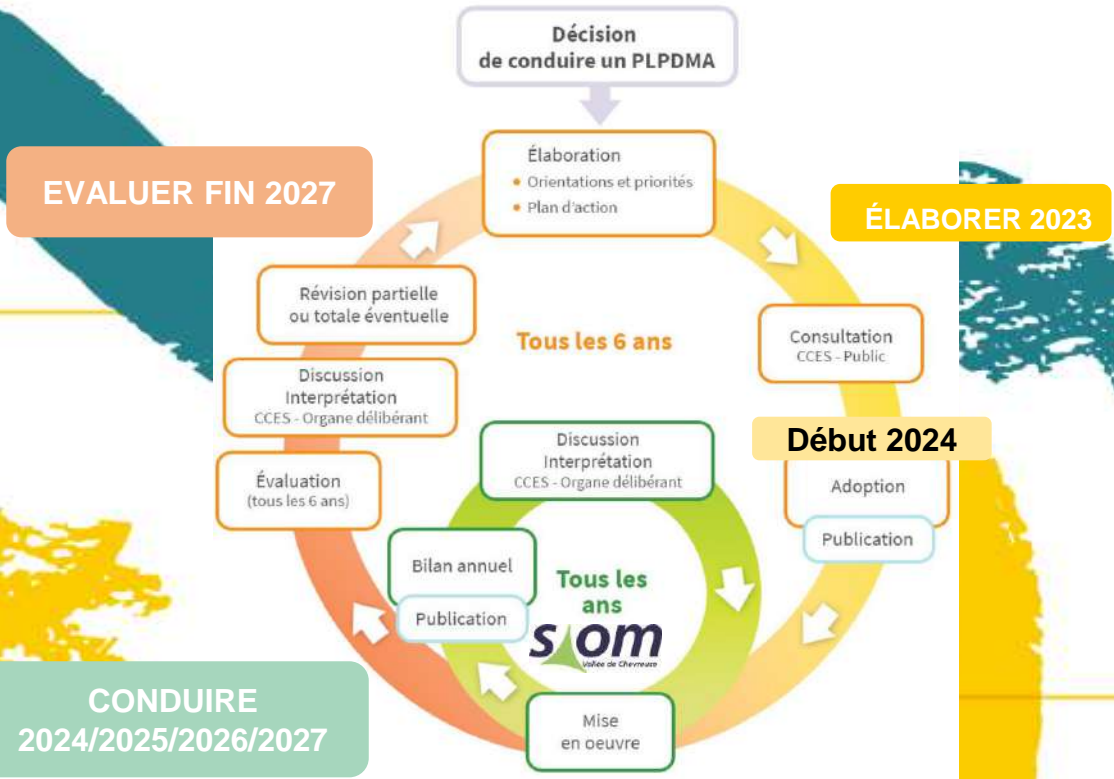 Décision
de conduire un PLPDMA
Élaboration
• Orientations et priorités
• Plan d'action
EVALUER FIN 2027
ÉLABORER 2023
Révision partielle
ou totale éventuelle
Tous les 6 ans
Consultation
CCES - Public
Discussion
Interprétation
CCES - Organe délibérant
Début 2024
Discussion
Interprétation
CCES - Organe délibérant
Évaluation
(tous les 6 ans)
Adoption
Publication
Bilan annuel
Publication
Tous les
ans
siom
Vallée de Chevreuse
CONDUIRE
2024/2025/2026/2027
Mise
en oeuvre